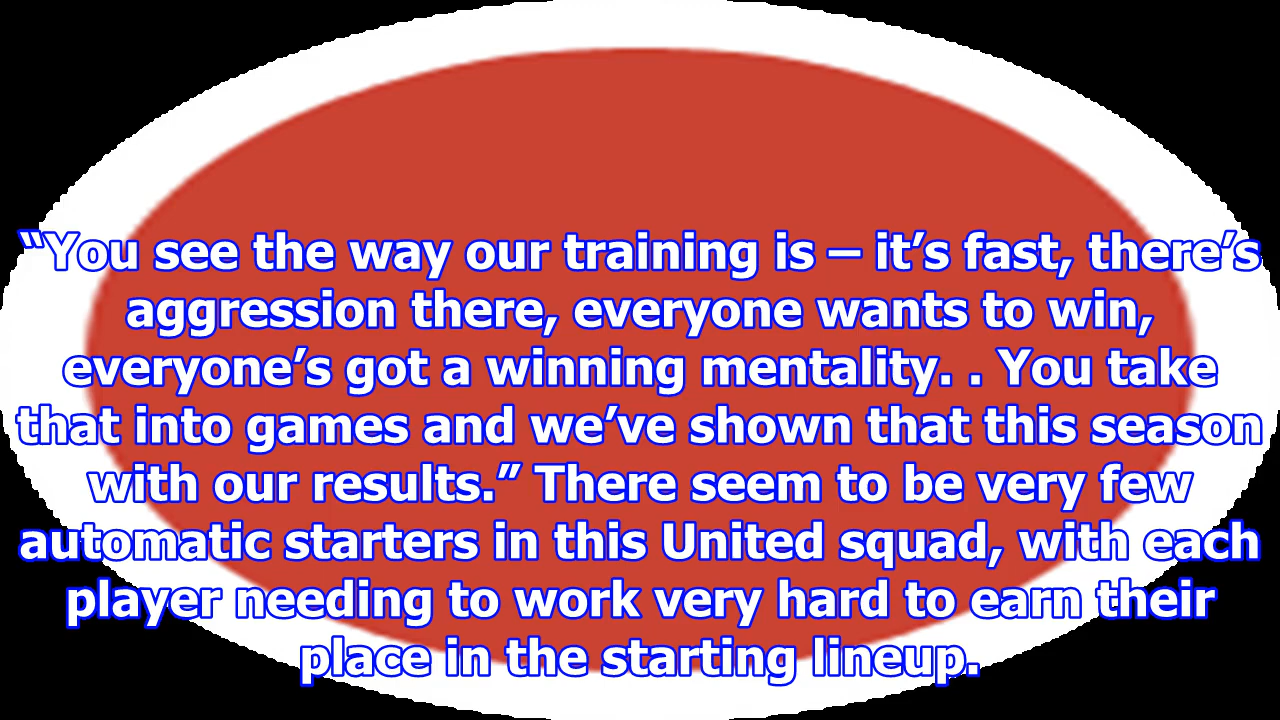 “You see the way our training is – it’s fast, there’s
aggression there, everyone wants to win,
everyone’s got a winning mentality. . You take
that into games and we’ve shown that this season
with our results.” There seem to be very few
automatic starters in this United squad, with each
player needing to work very hard to earn their
place in the starting lineup.